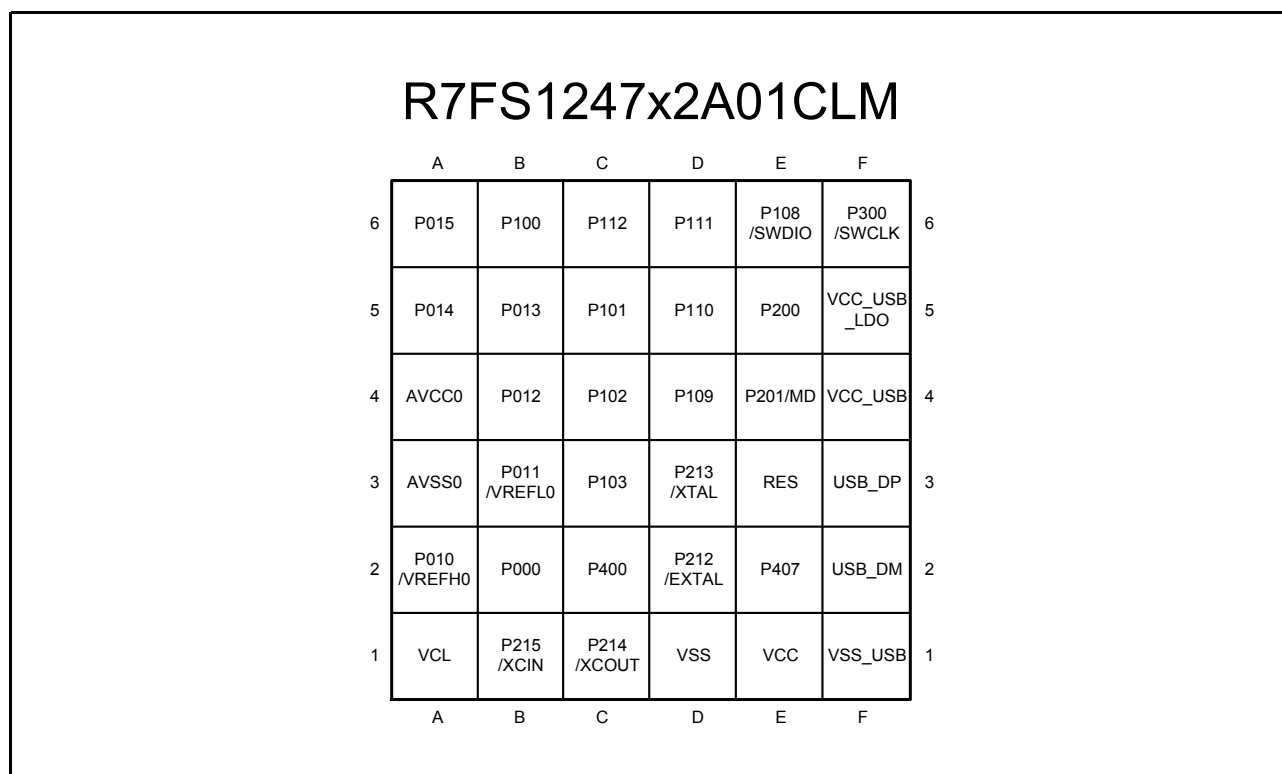 R7FS1247x2A01CLM
A B C D E F
6 P015 P100 P112 P111 P108 /SWDIO P300 /SWCLK 6
5 P014 P013 P101 P110 P200 VCC_USB _LDO 5
4 AVCC0 P012 P102 P109 P201/MD VCC_USB 4
3 AVSS0 P011 /VREFL0 P103 P213 /XTAL RES USB_DP 3
2 P010 /VREFH0 P000 P400 P212 /EXTAL P407 USB_DM 2
1 VCL P215 /XCIN P214 /XCOUT VSS VCC VSS_USB 1
A B C D E F